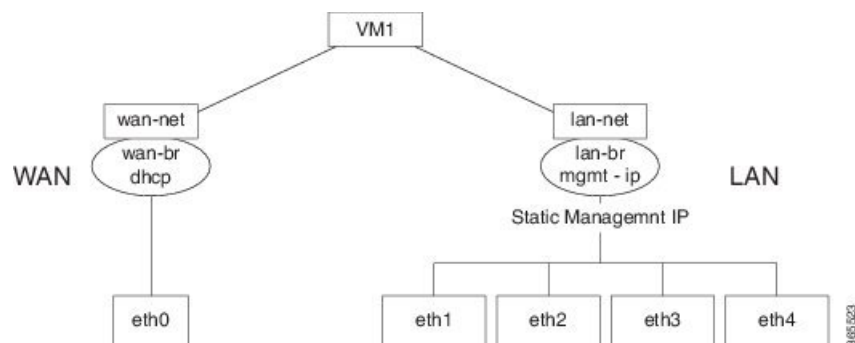 VM1
wan-net
lan-net
wan-br
dhcp
lan-br
mgmt - ip
WAN
LAN
Static Managemnt IP
eth0
eth1
eth2
eth3
eth4